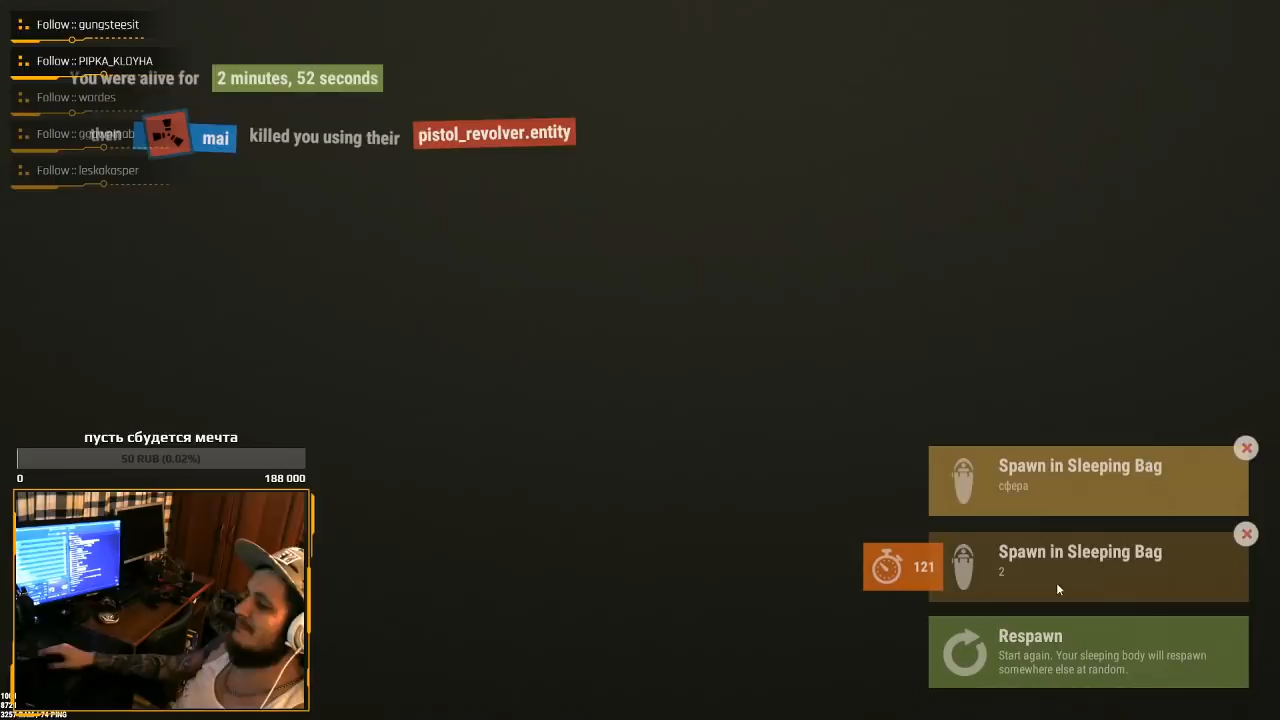 Follow :: gungsteesit
Follow :: PIPKA_KLOYHA
You were alive for 2 minutes, 52 seconds
Follow :: wardes
then mai killed you using their pistol_revolver.entity
Follow :: leskakasper
пусть сбудется мечта
50 RUB (0.02%)
0 188 000
Spawn in Sleeping Bag
сфера
121
Spawn in Sleeping Bag
2
Respawn
Start again. Your sleeping body will respawn
somewhere else at random.